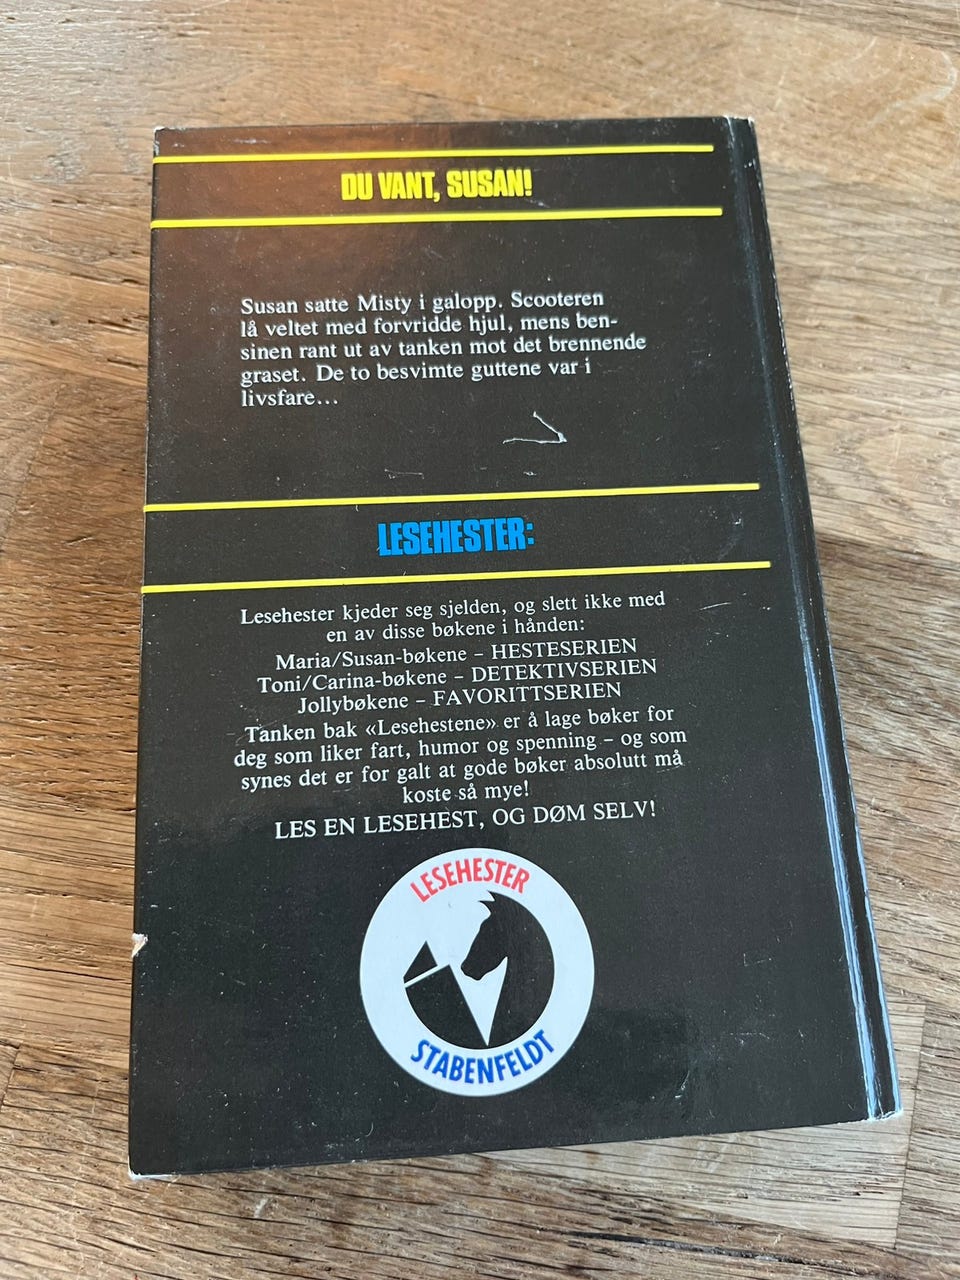 DU VANT, SUSAN!
Susan satte Misty i galopp. Scooteren
lå veltet med forvridde hjul, mens ben-
sinen rant ut av tanken mot det brennende
graset. De to besvimte guttene var i
livsfare...
LESEHESTER:
Lesehester kjeder seg sjelden, og slett ikke med
en av disse bøkene i hånden:
Maria/Susan-bøkene – HESTESERIEN
Toni/Carina-bøkene – DETEKTIVSERIEN
Jollybøkene – FAVORITTSERIEN
Tanken bak «Lesehestene» er å lage bøker for
deg som liker fart, humor og spenning – og som
synes det er for galt at gode bøker absolutt må
koste så mye!
LES EN LESEHEST, OG DØM SELV!
LESEHESTER
STABENFELDT